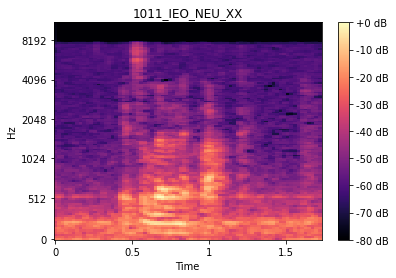 1011_IEO_NEU_XX
Hz
8192
4096
2048
1024
512
0
0 0.5 1 1.5
Time
+0 dB
-10 dB
-20 dB
-30 dB
-40 dB
-50 dB
-60 dB
-70 dB
-80 dB